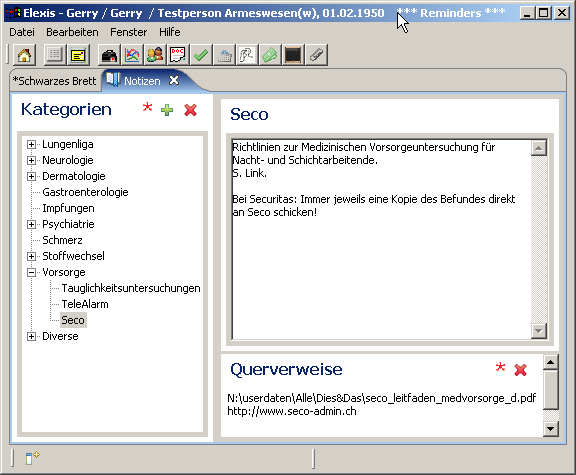 Elexis - Gerry / Gerry / Testperson Armeswesen(w), 01.02.1950 *** Reminders ***
Datei Bearbeiten Fenster Hilfe
*Schwarzes Brett Notizen
Kategorien
Lungenliga
Neurologie
Dermatologie
Gastroenterologie
Impfungen
Psychiatrie
Schmerz
Stoffwechsel
Vorsorge
Tauglichkeitsuntersuchungen
TeleAlarm
Seco
Diverse
Seco
Richtlinien zur Medizinischen Vorsorgeuntersuchung für
Nacht- und Schichtarbeitende.
S. Link.
Bei Securitas: Immer jeweils eine Kopie des Befundes direkt
an Seco schicken!
Querverweise
N:\userdaten\Alle\Dies&Das\seco_leitfaden_medvorsorge_d.pdf
http://www.seco-admin.ch